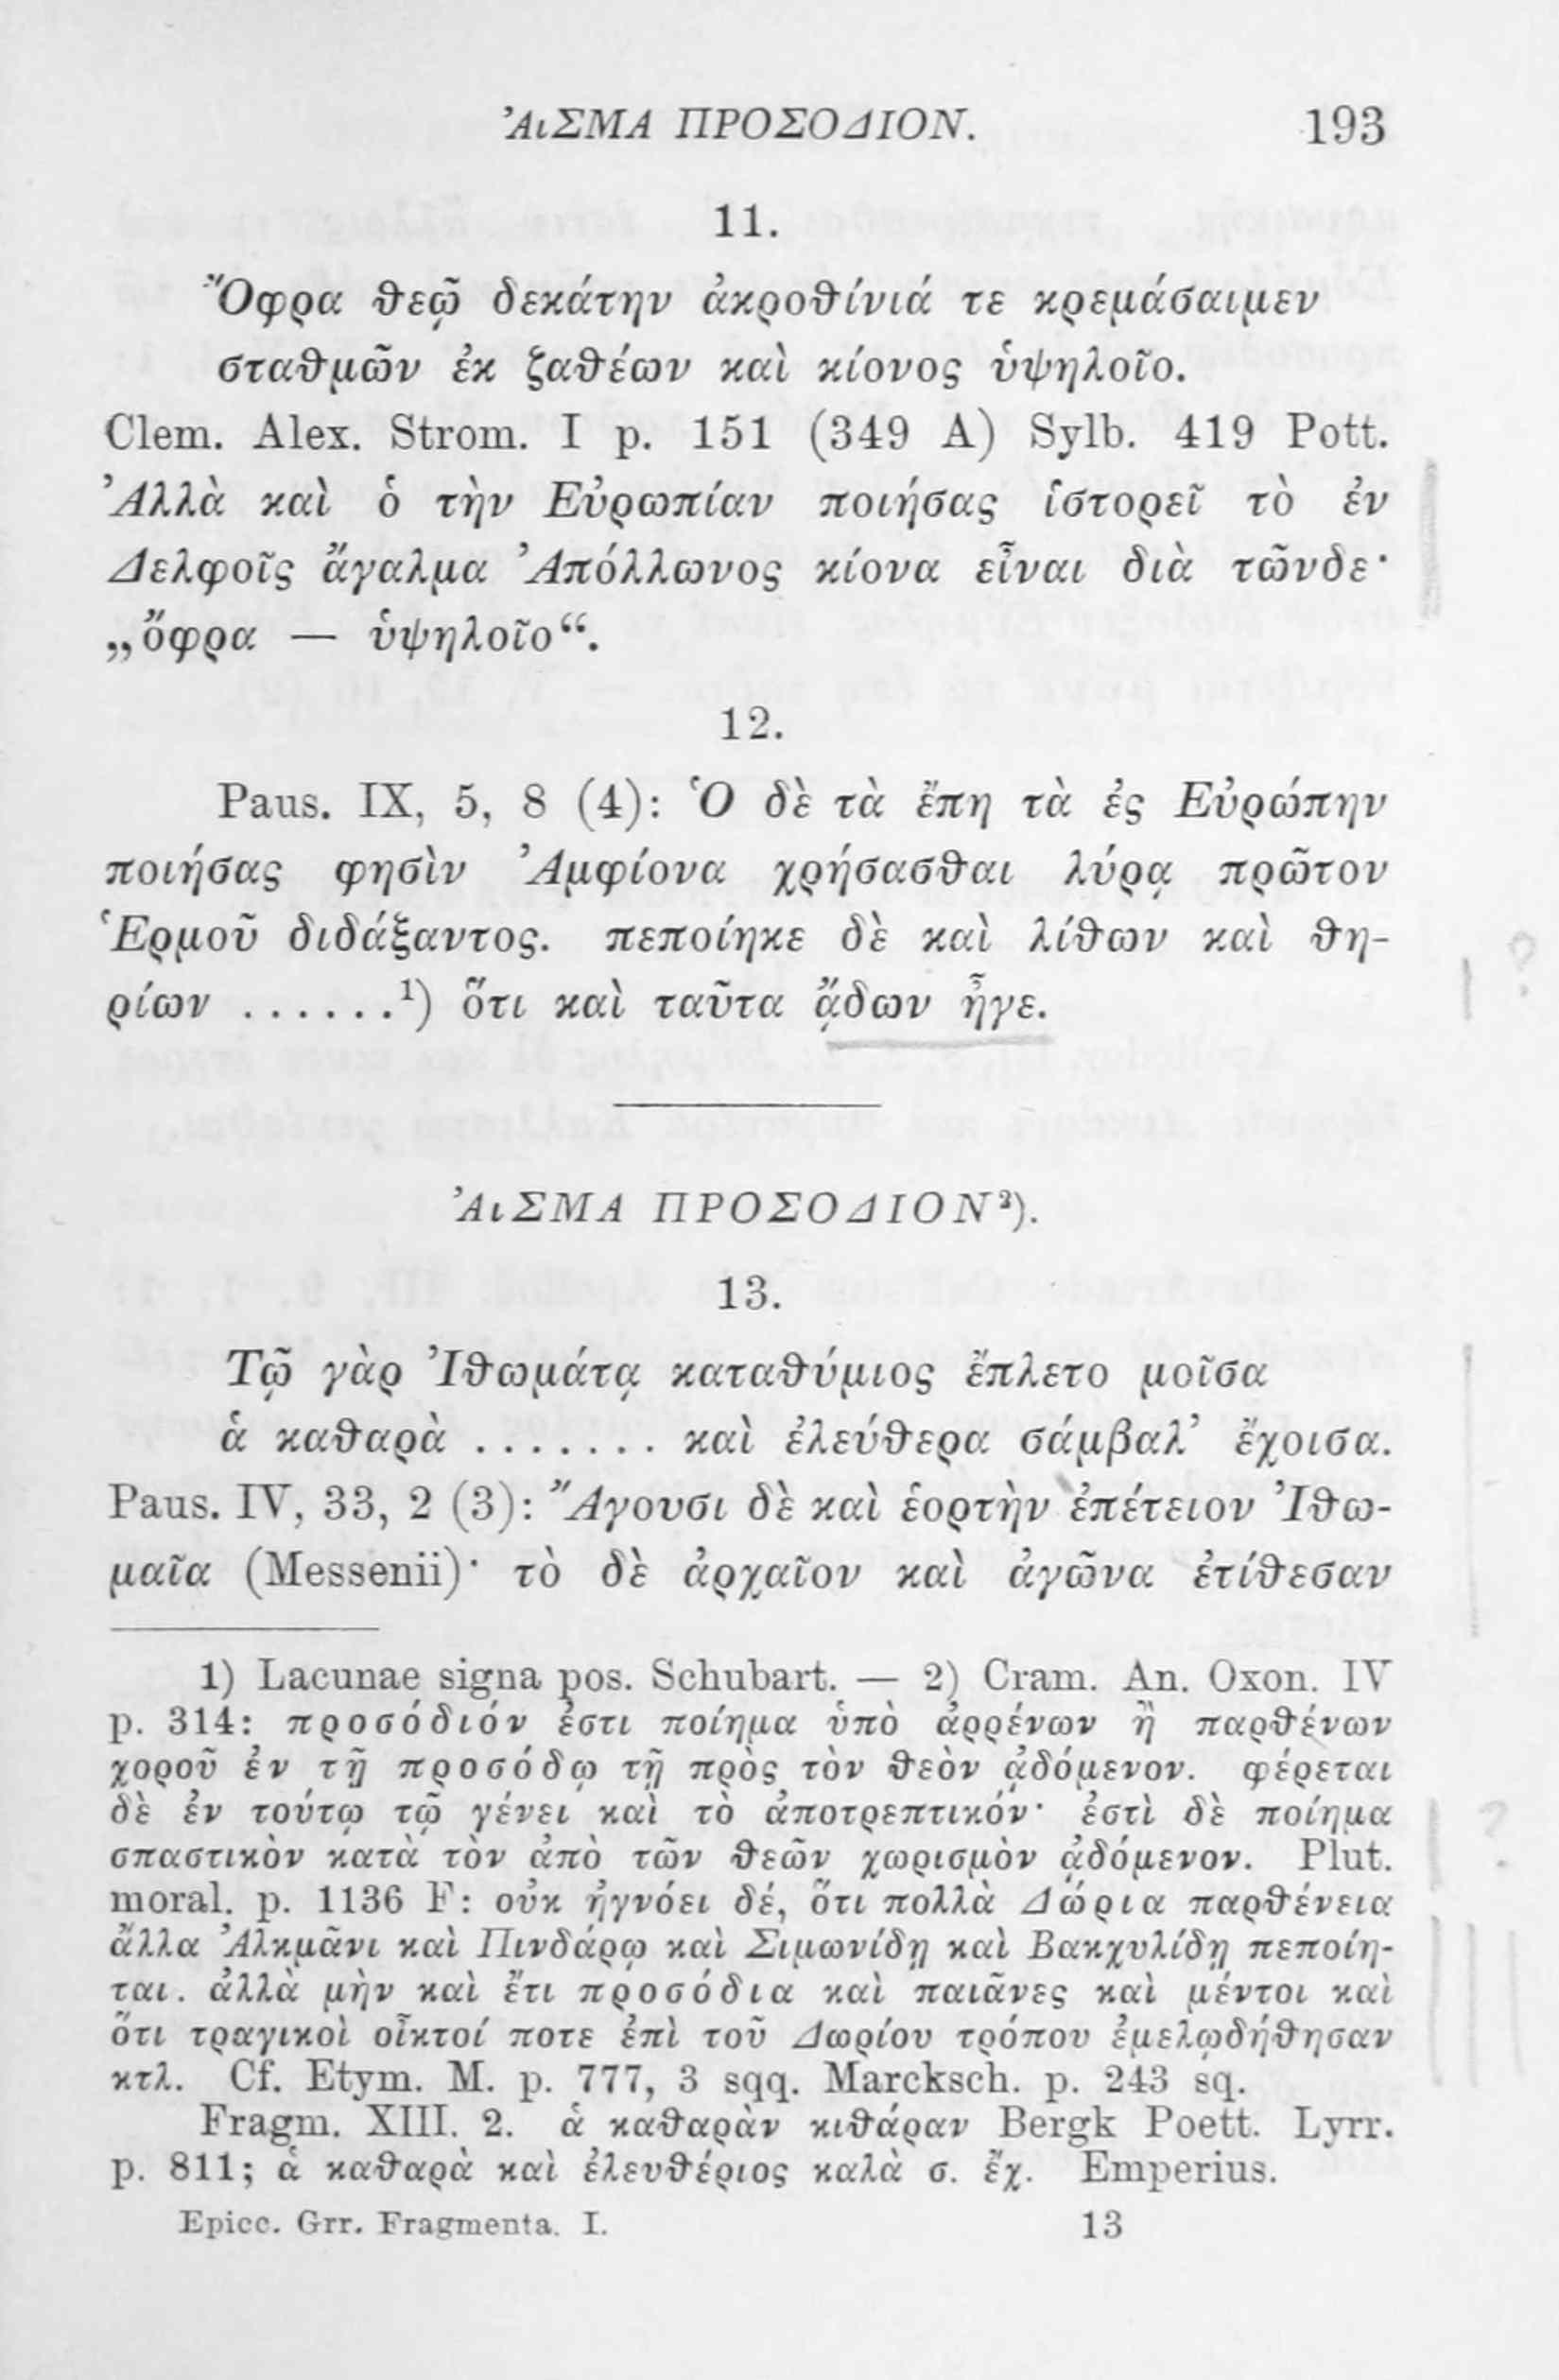 ἈιΣΜΑ ΠΡΟΣΟΔΙΟΝ. 193
11.
Ὄφρα θεῷ δεκάτην ἀκροθίνιά τε κρεμάσαιμεν
σταθμῶν ἐκ ζαθέων καὶ κίονος ὑψηλοῖο.
Clem. Alex. Strom. I p. 151 (349 A) Sylb. 419 Pott.
Ἀλλὰ καὶ ὁ τὴν Εὐρωπίαν ποιήσας ἱστορεῖ τὸ ἐν
Δελφοῖς ἄγαλμα Ἀπόλλωνος κίονα εἶναι διὰ τῶνδε·
„ὄφρα — ὑψηλοῖο“.
12.
Paus. IX, 5, 8 (4): Ὁ δὲ τὰ ἔπη τὰ ἐς Εὐρώπην
ποιήσας φησὶν Ἀμφίονα χρήσασθαι λύρᾳ πρῶτον
Ἑρμοῦ διδάξαντος. πεποίηκε δὲ καὶ λίθων καὶ θη-
ρίων ......¹) ὅτι καὶ ταῦτα ᾄδων ἦγε.
ἈιΣΜΑ ΠΡΟΣΟΔΙΟΝ²).
13.
Τῷ γὰρ Ἰθωμάτᾳ καταθύμιος ἔπλετο μοῖσα
ἁ καθαρὰ ....... καὶ ἐλεύθερα σάμβαλ’ ἔχοισα.
Paus. IV, 33, 2 (3): Ἄγουσι δὲ καὶ ἑορτὴν ἐπέτειον Ἰθω-
μαῖα (Messenii)· τὸ δὲ ἀρχαῖον καὶ ἀγῶνα ἐτίθεσαν
1) Lacunae signa pos. Schubart. — 2) Cram. An. Oxon. IV
p. 314: προσόδιόν ἐστι ποίημα ὑπὸ ἀρρένων ἢ παρθένων
χοροῦ ἐν τῇ προσόδῳ τῇ πρὸς τὸν θεὸν ᾀδόμενον. φέρεται
δὲ ἐν τούτῳ τῷ γένει καὶ τὸ ἀποτρεπτικόν· ἐστὶ δὲ ποίημα
σπαστικὸν κατὰ τὸν ἀπὸ τῶν θεῶν χωρισμὸν ᾀδόμενον. Plut.
moral. p. 1136 F: οὐκ ἠγνόει δέ, ὅτι πολλὰ Δώρια παρθένεια
ἄλλα Ἀλκμᾶνι καὶ Πινδάρῳ καὶ Σιμωνίδῃ καὶ Βακχυλίδῃ πεποίη-
ται. ἀλλὰ μὴν καὶ ἔτι προσόδια καὶ παιᾶνες καὶ μέντοι καὶ
ὅτι τραγικοὶ οἶκτοί ποτε ἐπὶ τοῦ Δωρίου τρόπου ἐμελῳδήθησαν
κτλ. Cf. Etym. M. p. 777, 3 sqq. Marcksch. p. 243 sq.
Fragm. XIII. 2. ἁ καθαρὰν κιθάραν Bergk Poett. Lyrr.
p. 811; ἁ καθαρὰ καὶ ἐλευθέριος καλὰ σ. ἔχ. Emperius.
Epicc. Grr. Fragmenta. I. 13